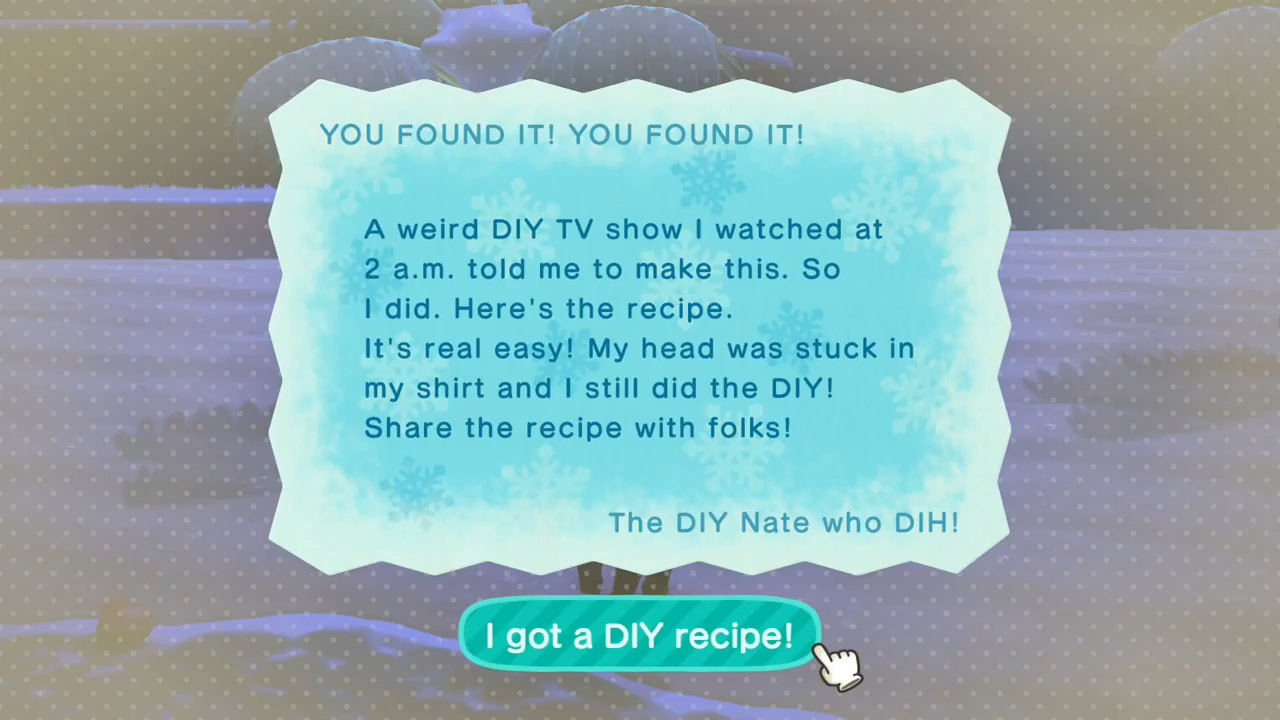 YOU FOUND IT! YOU FOUND IT!
A weird DIY TV show I watched at
2 a.m. told me to make this. So
I did. Here's the recipe.
It's real easy! My head was stuck in
my shirt and I still did the DIY!
Share the recipe with folks!
The DIY Nate who DIH!
I got a DIY recipe!